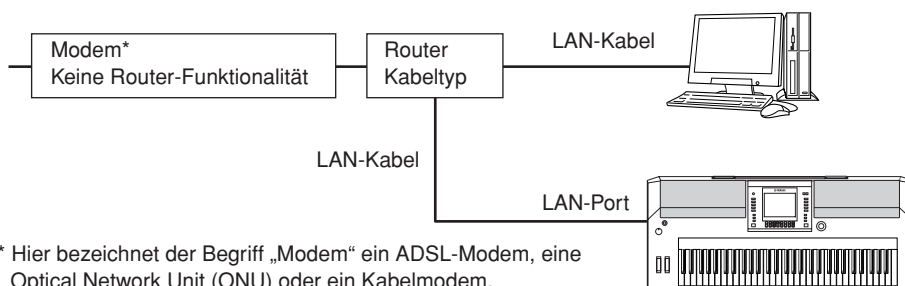 Modem*
Keine Router-Funktionalität
Router
Kabeltyp
LAN-Kabel
LAN-Kabel
LAN-Port
* Hier bezeichnet der Begriff „Modem“ ein ADSL-Modem, eine
Optical Network Unit (ONU) oder ein Kabelmodem.